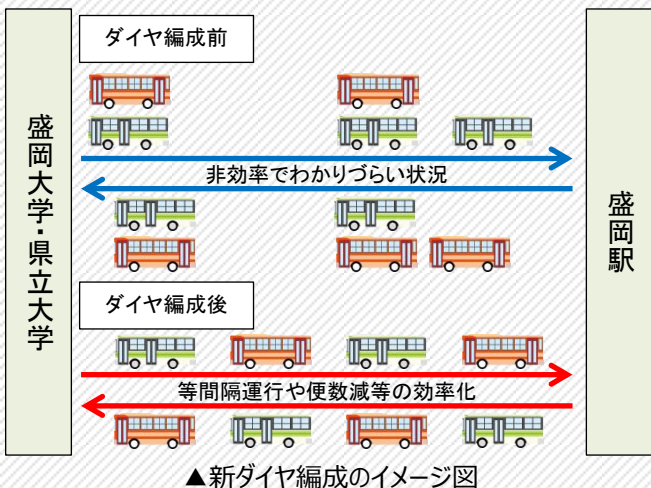 盛岡大学・県立大学
ダイヤ編成前
非効率でわかりづらい状況
盛岡駅
ダイヤ編成後
等間隔運行や便数減等の効率化
▲新ダイヤ編成のイメージ図